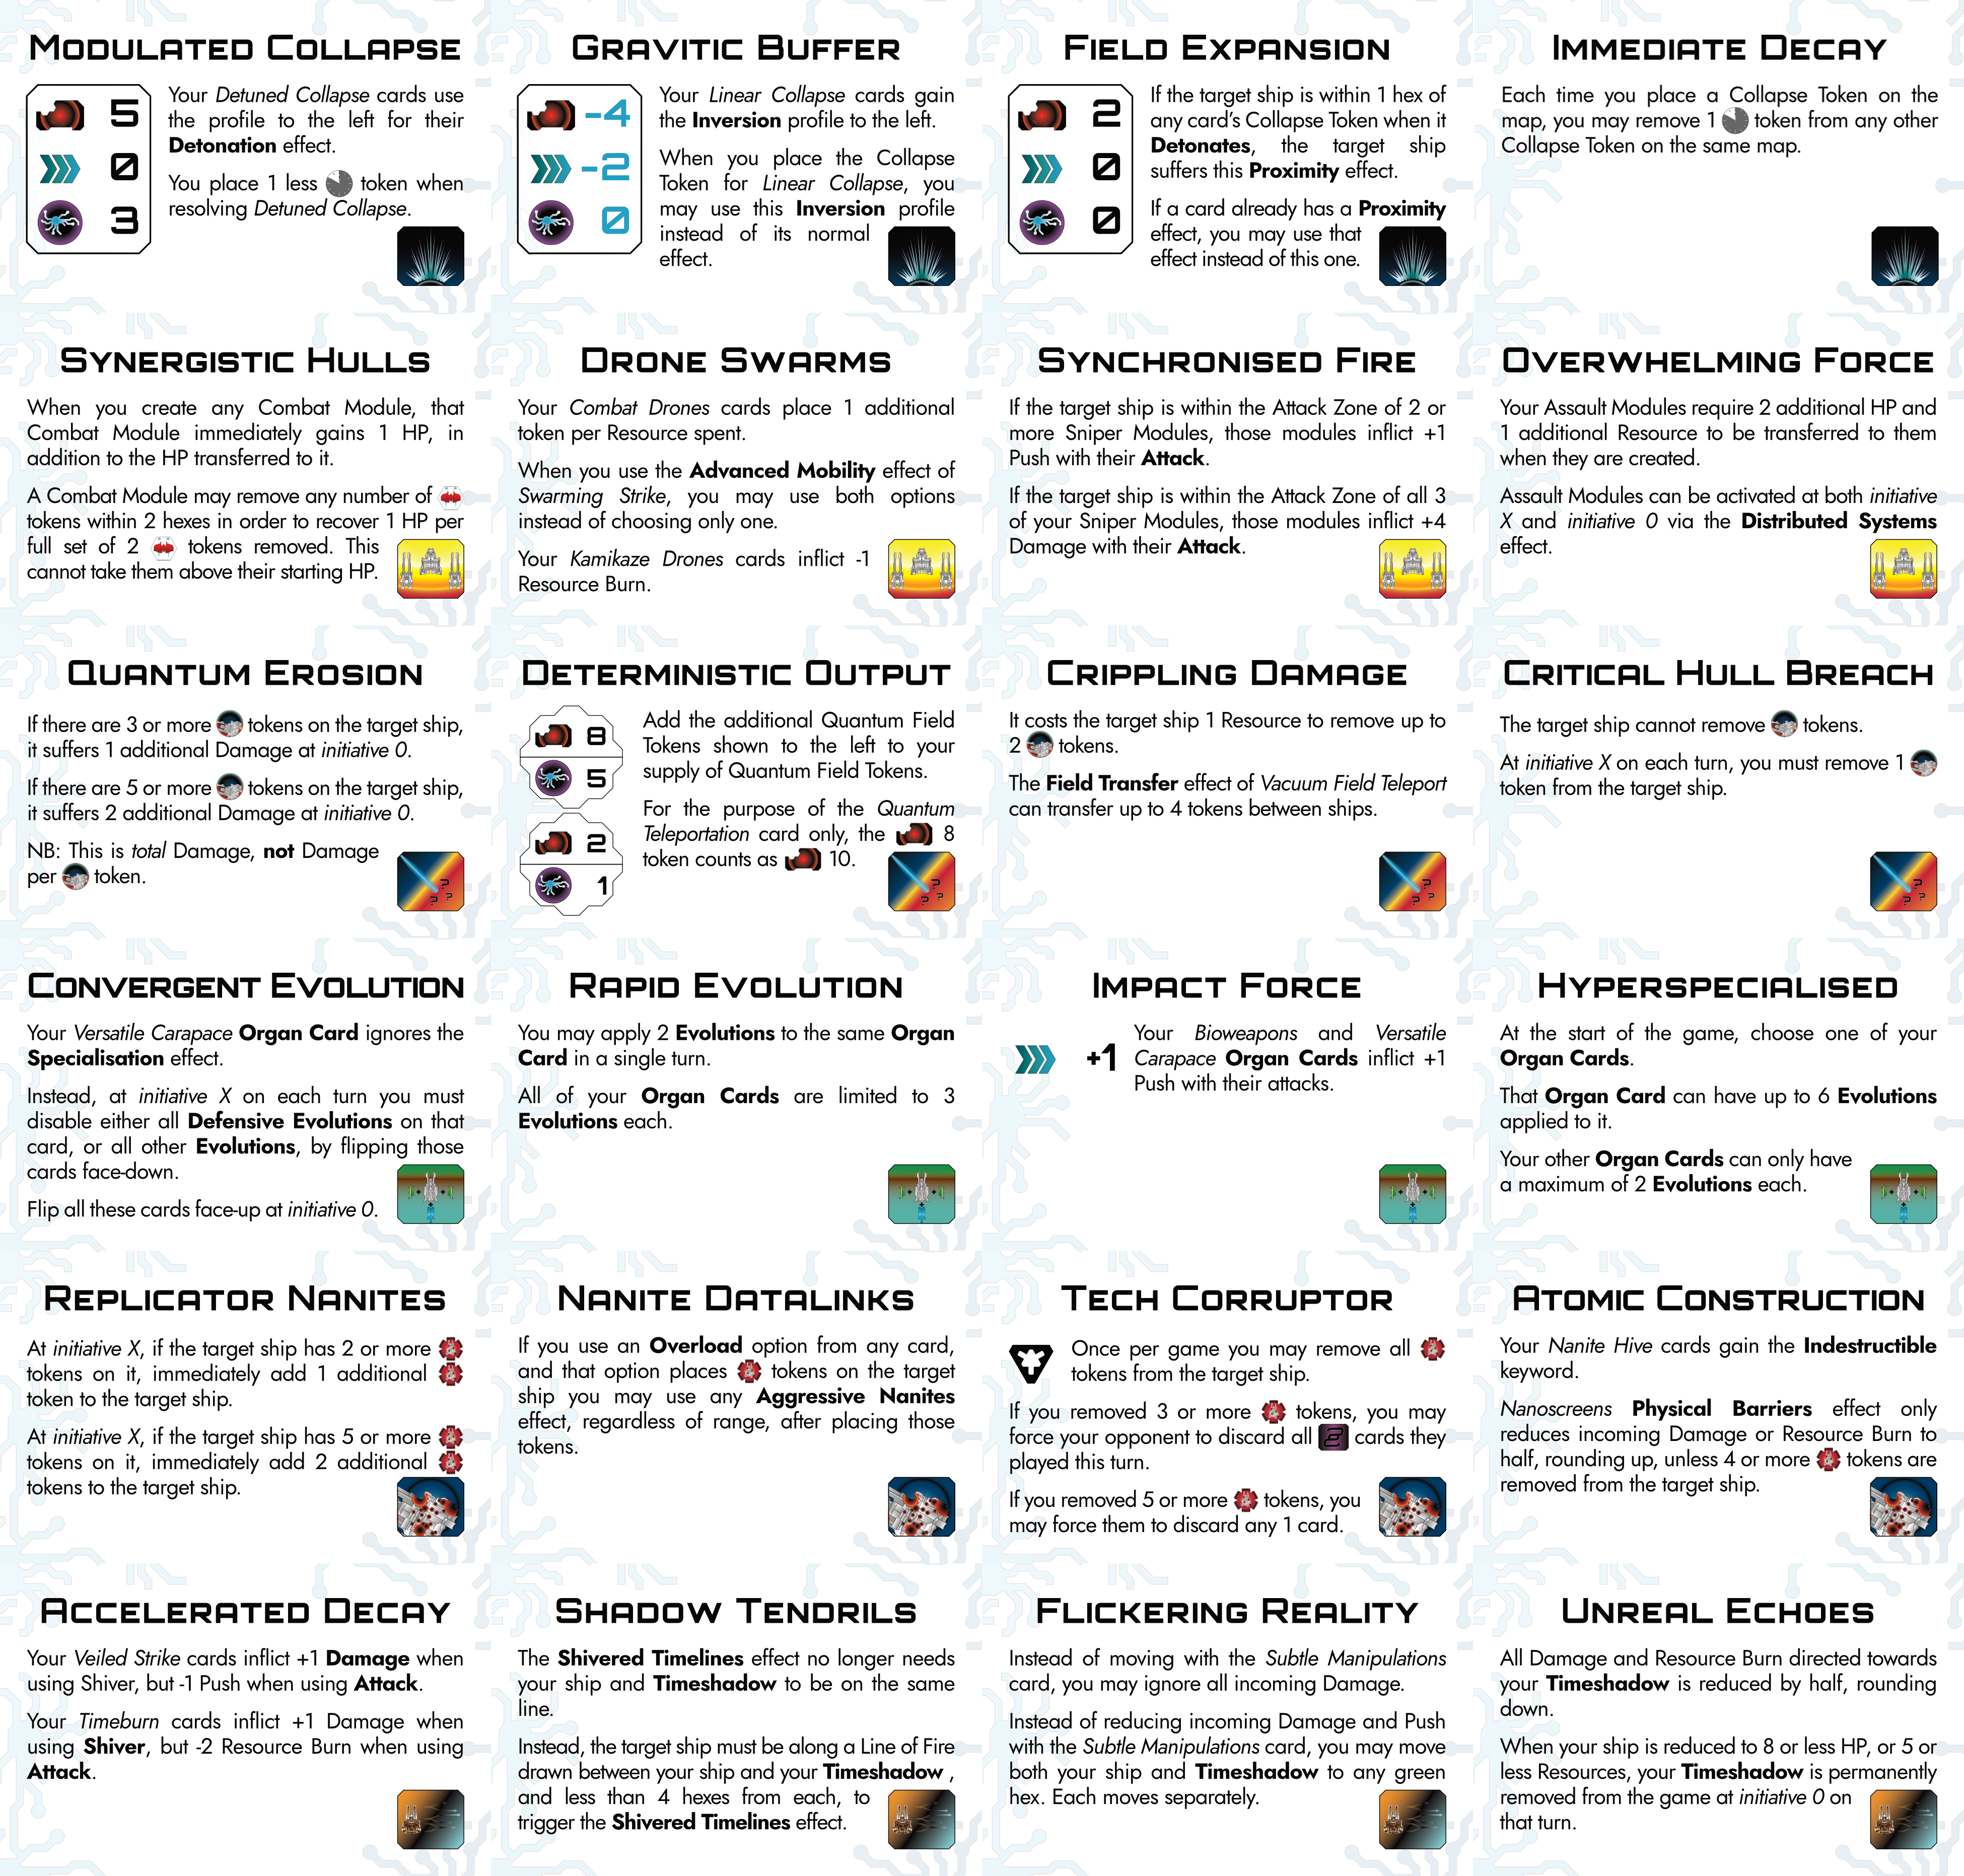 MODULATED COLLAPSE
5
0
3
Your Detuned Collapse cards use
the profile to the left for their
Detonation effect.
You place 1 less token when
resolving Detuned Collapse.
GRAVITIC BUFFER
-4
-2
0
Your Linear Collapse cards gain
the Inversion profile to the left.
When you place the Collapse
Token for Linear Collapse, you
may use this Inversion profile
instead of its normal
effect.
FIELD EXPANSION
2
0
0
If the target ship is within 1 hex of
any card's Collapse Token when it
Detonates, the target ship
suffers this Proximity effect.
If a card already has a Proximity
effect, you may use that
effect instead of this one.
IMMEDIATE DECAY
Each time you place a Collapse Token on the
map, you may remove 1 token from any other
Collapse Token on the same map.
SYNERGISTIC HULLS
When you create any Combat Module, that
Combat Module immediately gains 1 HP, in
addition to the HP transferred to it.
A Combat Module may remove any number of
tokens within 2 hexes in order to recover 1 HP per
full set of 2 tokens removed. This
cannot take them above their starting HP.
DRONE SWARMS
Your Combat Drones cards place 1 additional
token per Resource spent.
When you use the Advanced Mobility effect of
Swarming Strike, you may use both options
instead of choosing only one.
Your Kamikaze Drones cards inflict -1
Resource Burn.
SYNCHRONISED FIRE
If the target ship is within the Attack Zone of 2 or
more Sniper Modules, those modules inflict +1
Push with their Attack.
If the target ship is within the Attack Zone of all 3
of your Sniper Modules, those modules inflict +4
Damage with their Attack.
OVERWHELMING FORCE
Your Assault Modules require 2 additional HP and
1 additional Resource to be transferred to them
when they are created.
Assault Modules can be activated at both initiative
X and initiative 0 via the Distributed Systems
effect.
QUANTUM EROSION
If there are 3 or more tokens on the target ship,
it suffers 1 additional Damage at initiative 0.
If there are 5 or more tokens on the target ship,
it suffers 2 additional Damage at initiative 0.
NB: This is total Damage, not Damage
per token.
DETERMINISTIC OUTPUT
8
5
2
1
Add the additional Quantum Field
Tokens shown to the left to your
supply of Quantum Field Tokens.
For the purpose of the Quantum
Teleportation card only, the 8
token counts as 10.
CRIPPLING DAMAGE
It costs the target ship 1 Resource to remove up to
2 tokens.
The Field Transfer effect of Vacuum Field Teleport
can transfer up to 4 tokens between ships.
CRITICAL HULL BREACH
The target ship cannot remove tokens.
At initiative X on each turn, you must remove 1
token from the target ship.
CONVERGENT EVOLUTION
Your Versatile Carapace Organ Card ignores the
Specialisation effect.
Instead, at initiative X on each turn you must
disable either all Defensive Evolutions on that
card, or all other Evolutions, by flipping those
cards face-down.
Flip all these cards face-up at initiative 0.
RAPID EVOLUTION
You may apply 2 Evolutions to the same Organ
Card in a single turn.
All of your Organ Cards are limited to 3
Evolutions each.
IMPACT FORCE
+1
Your Bioweapons and Versatile
Carapace Organ Cards inflict +1
Push with their attacks.
HYPERSPECIALISED
At the start of the game, choose one of your
Organ Cards.
That Organ Card can have up to 6 Evolutions
applied to it.
Your other Organ Cards can only have
a maximum of 2 Evolutions each.
REPLICATOR NANITES
At initiative X, if the target ship has 2 or more
tokens on it, immediately add 1 additional
token to the target ship.
At initiative X, if the target ship has 5 or more
tokens on it, immediately add 2 additional
tokens to the target ship.
NANITE DATALINKS
If you use an Overload option from any card,
and that option places tokens on the target
ship you may use any Aggressive Nanites
effect, regardless of range, after placing those
tokens.
TECH CORRUPTOR
Once per game you may remove all
tokens from the target ship.
If you removed 3 or more tokens, you may
force your opponent to discard all 2 cards they
played this turn.
If you removed 5 or more tokens, you
may force them to discard any 1 card.
ATOMIC CONSTRUCTION
Your Nanite Hive cards gain the Indestructible
keyword.
Nanoscreens Physical Barriers effect only
reduces incoming Damage or Resource Burn to
half, rounding up, unless 4 or more tokens are
removed from the target ship.
ACCELERATED DECAY
Your Veiled Strike cards inflict +1 Damage when
using Shiver, but -1 Push when using Attack.
Your Timeburn cards inflict +1 Damage when
using Shiver, but -2 Resource Burn when using
Attack.
SHADOW TENDRILS
The Shivered Timelines effect no longer needs
your ship and Timeshadow to be on the same
line.
Instead, the target ship must be along a Line of Fire
drawn between your ship and your Timeshadow ,
and less than 4 hexes from each, to
trigger the Shivered Timelines effect.
FLICKERING REALITY
Instead of moving with the Subtle Manipulations
card, you may ignore all incoming Damage.
Instead of reducing incoming Damage and Push
with the Subtle Manipulations card, you may move
both your ship and Timeshadow to any green
hex. Each moves separately.
UNREAL ECHOES
All Damage and Resource Burn directed towards
your Timeshadow is reduced by half, rounding
down.
When your ship is reduced to 8 or less HP, or 5 or
less Resources, your Timeshadow is permanently
removed from the game at initiative 0 on
that turn.